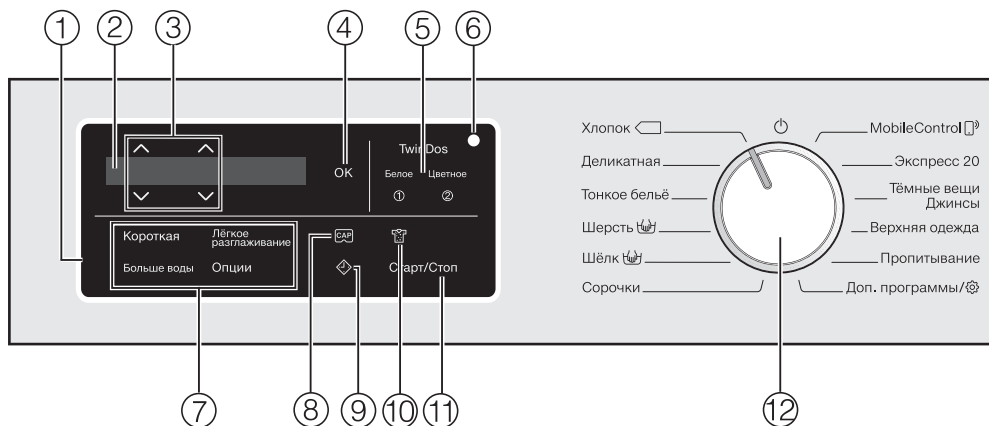 ① ② ③ ④ ⑤ ⑥
TwinDos
OK
Белое Цветное
① ②
Короткая
Лёгкое
разглаживание
CAP
Больше воды
Опции
Старт/Стоп
Хлопок
Деликатная
Тонкое бельё
Шерсть
Шёлк
Сорочки
MobileControl
Экспресс 20
Тёмные вещи
Джинсы
Верхняя одежда
Пропитывание
Доп. программы/
⑦ ⑧ ⑨ ⑩ ⑪ ⑫